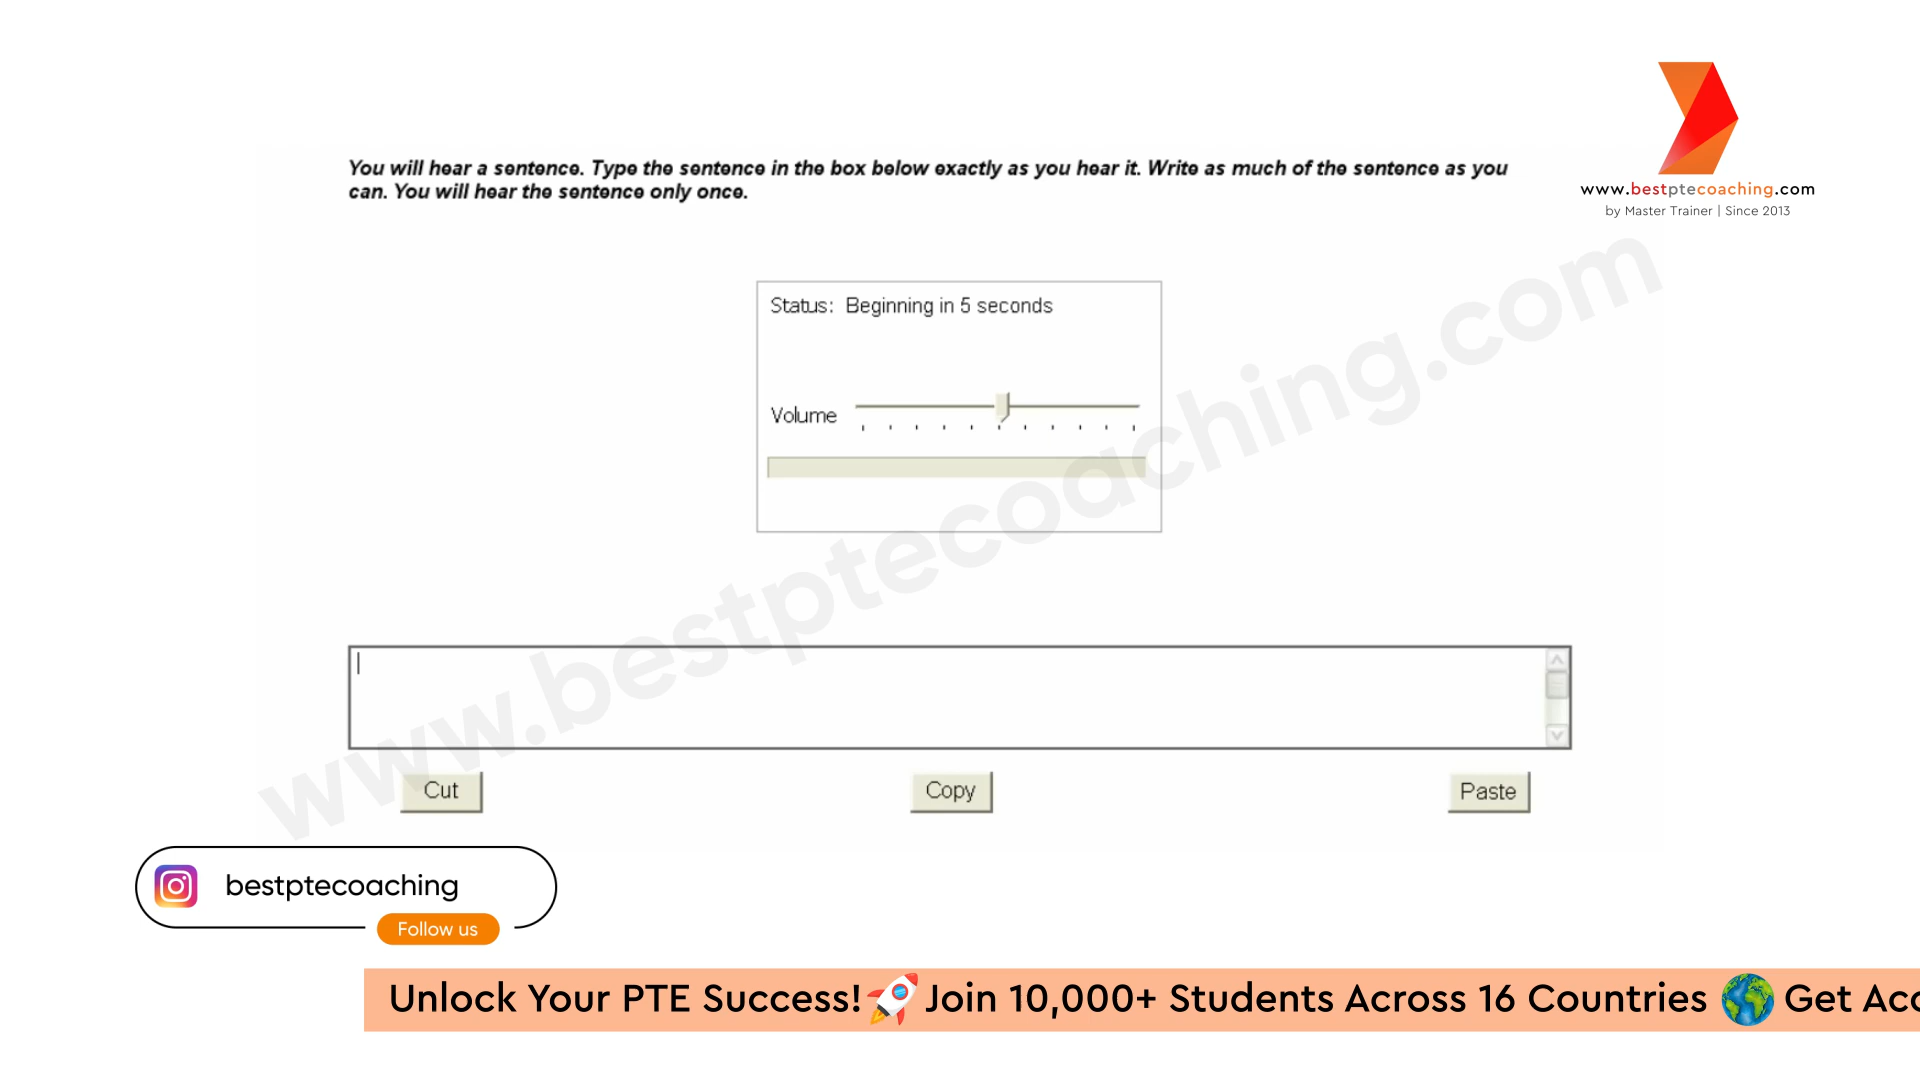 You will hear a sentence. Type the sentence in the box below exactly as you hear it. Write as much of the sentence as you
can. You will hear the sentence only once.
www.bestptecoaching.com
by Master Trainer | Since 2013
Status: Beginning in 5 seconds
Volume
www.bestptecoaching.com
Cut
Copy
Paste
bestptecoaching
Follow us
Unlock Your PTE Success!🚀Join 10,000+ Students Across 16 Countries 🌍 Get